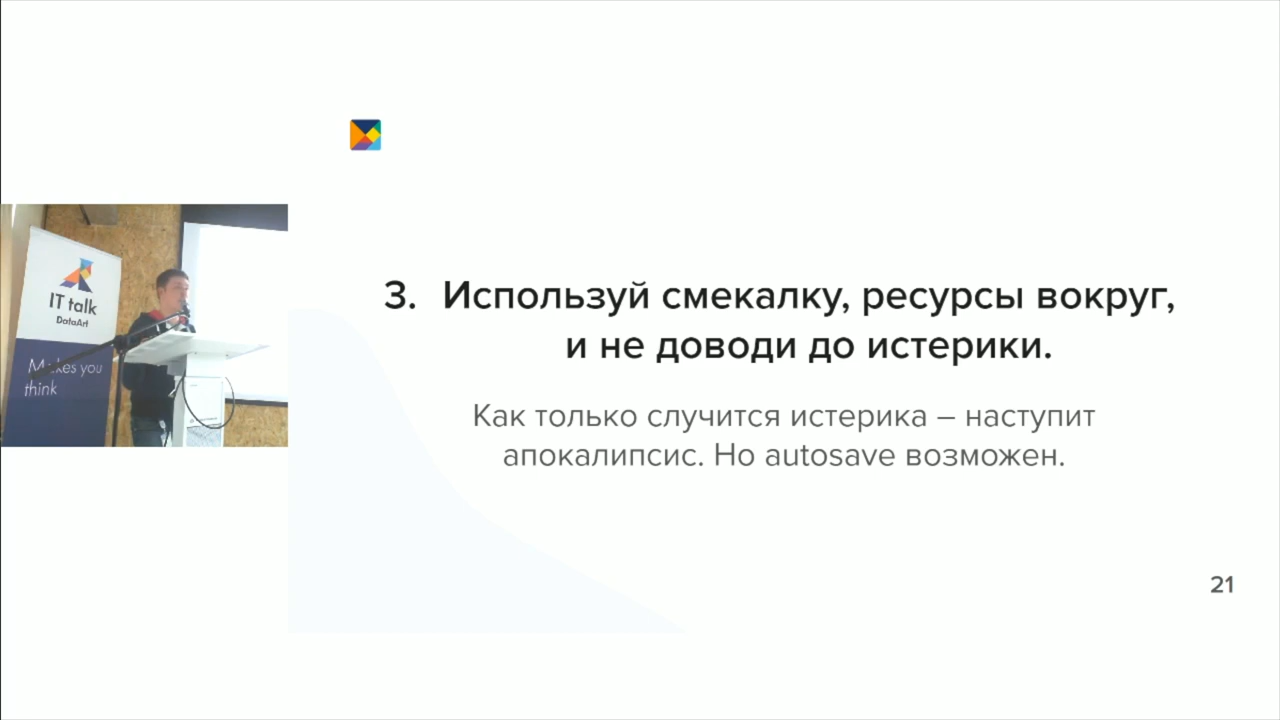 IT talk
DataArt
Makes you
think
3. Используй смекалку, ресурсы вокруг,
и не доводи до истерики.
Как только случится истерика – наступит
апокалипсис. Но autosave возможен.
21